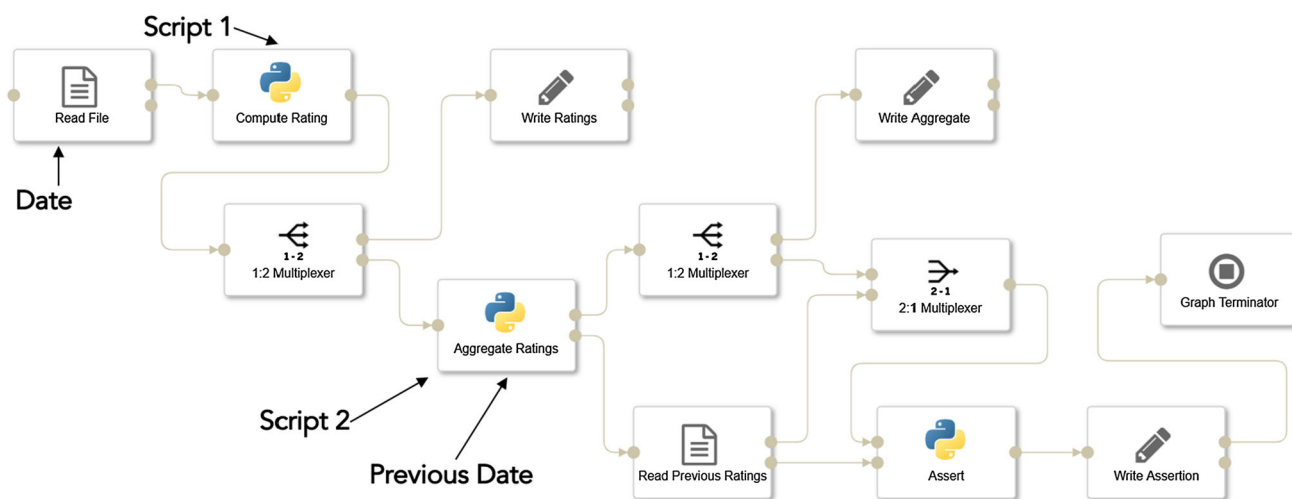 Script 1
Read File
Compute Rating
Write Ratings
Write Aggregate
Date
1-2
1:2 Multiplexer
1-2
1:2 Multiplexer
2-1
2:1 Multiplexer
Graph Terminator
Aggregate Ratings
Script 2
Previous Date
Read Previous Ratings
Assert
Write Assertion